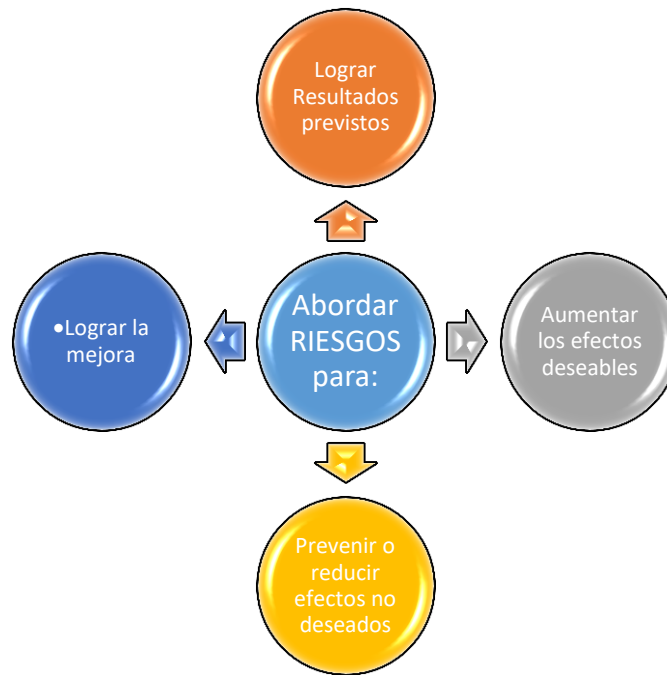 Lograr
Resultados
previstos
•Lograr la
mejora
Abordar
RIESGOS
para:
Aumentar
los efectos
deseables
Prevenir o
reducir
efectos no
deseados